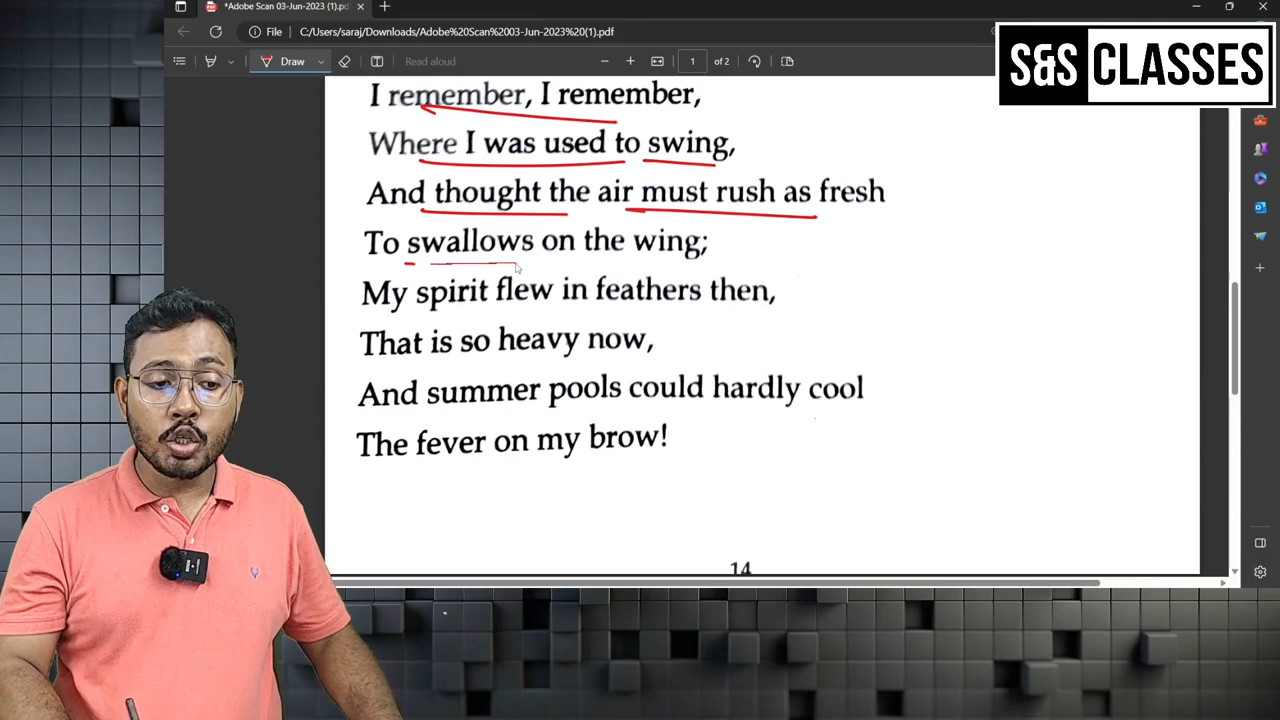 *Adobe Scan 03-Jun-2023 (1).pd
File
C:/Users/saraj/Downloads/Adobe%20Scan%2003-Jun-2023%20(1).pdf
S&S CLASSES
Draw
Read aloud
1
of 2
I remember, I remember,
Where I was used to swing,
And thought the air must rush as fresh
To swallows on the wing;
My spirit flew in feathers then,
That is so heavy now,
And summer pools could hardly cool
The fever on my brow!
14